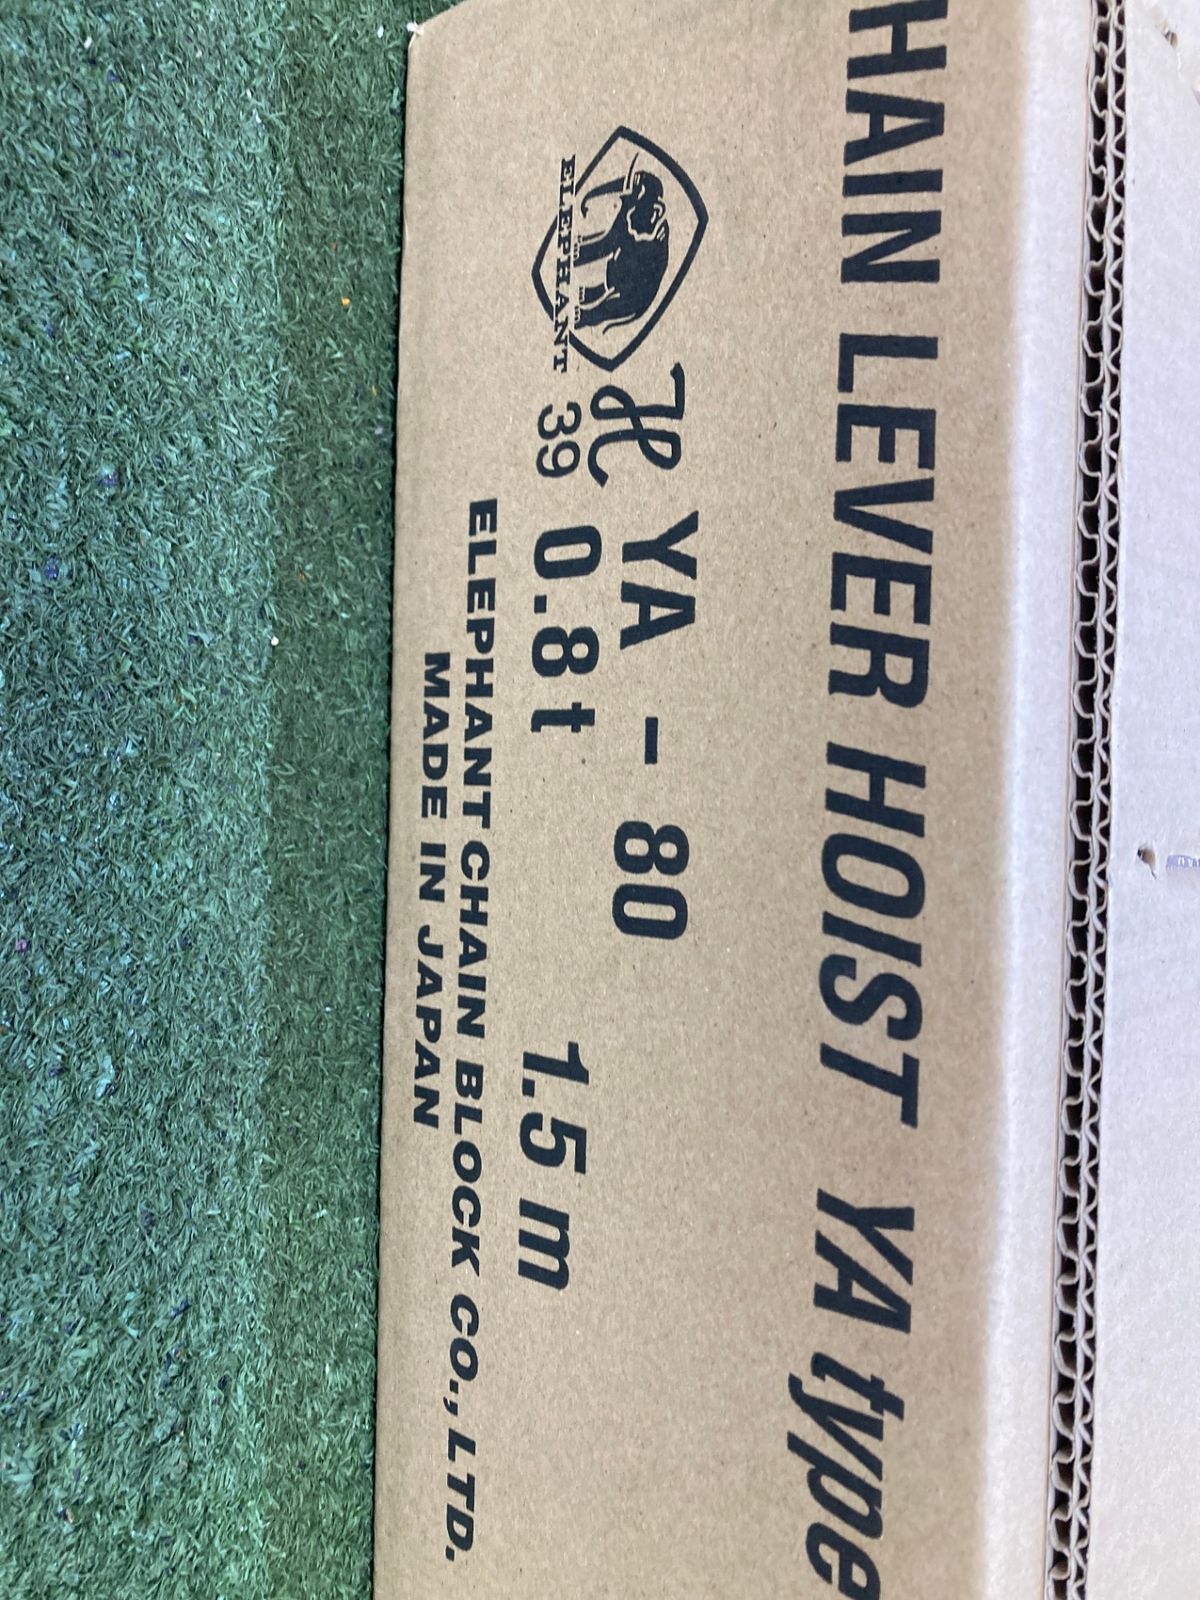 HAIN LEVER HOIST YA type
ELEPHANT
H YA - 80
39 0.8t 1.5 m
ELEPHANT CHAIN BLOCK CO., LTD.
MADE IN JAPAN